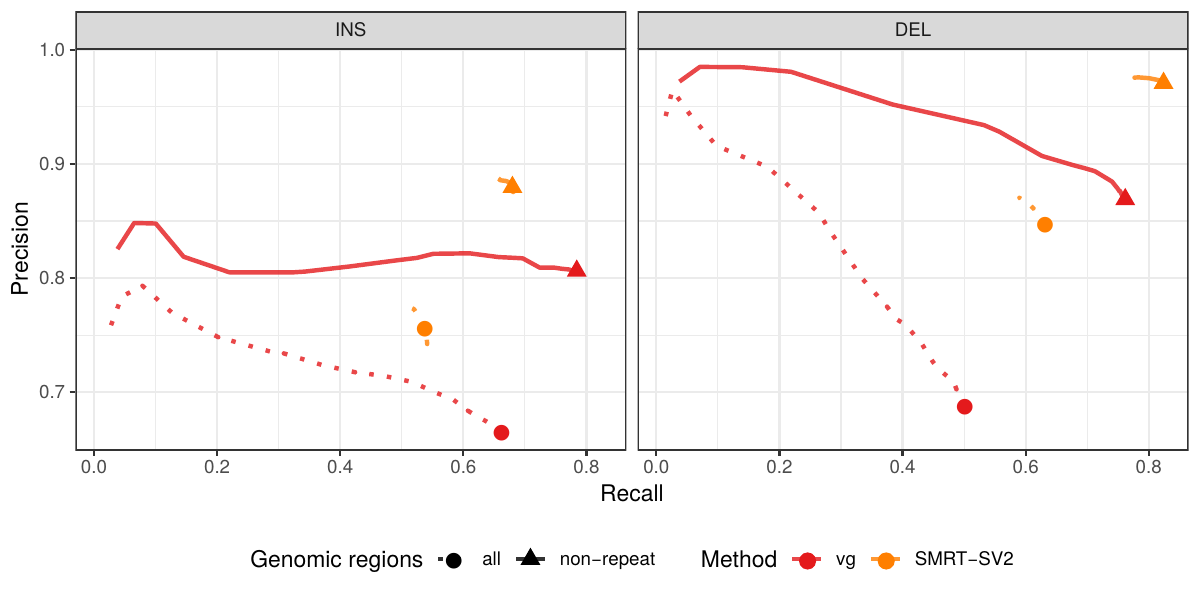 INS
DEL
1.0
0.9
0.8
0.7
Precision
0.0 0.2 0.4 0.6 0.8
0.0 0.2 0.4 0.6 0.8
Recall
Genomic regions all non−repeat Method vg SMRT−SV2